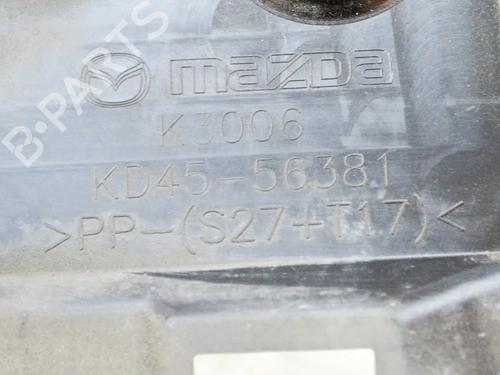 mazda
K3006
KD45-56381
>PP-(S27+T17)<
B-PARTS